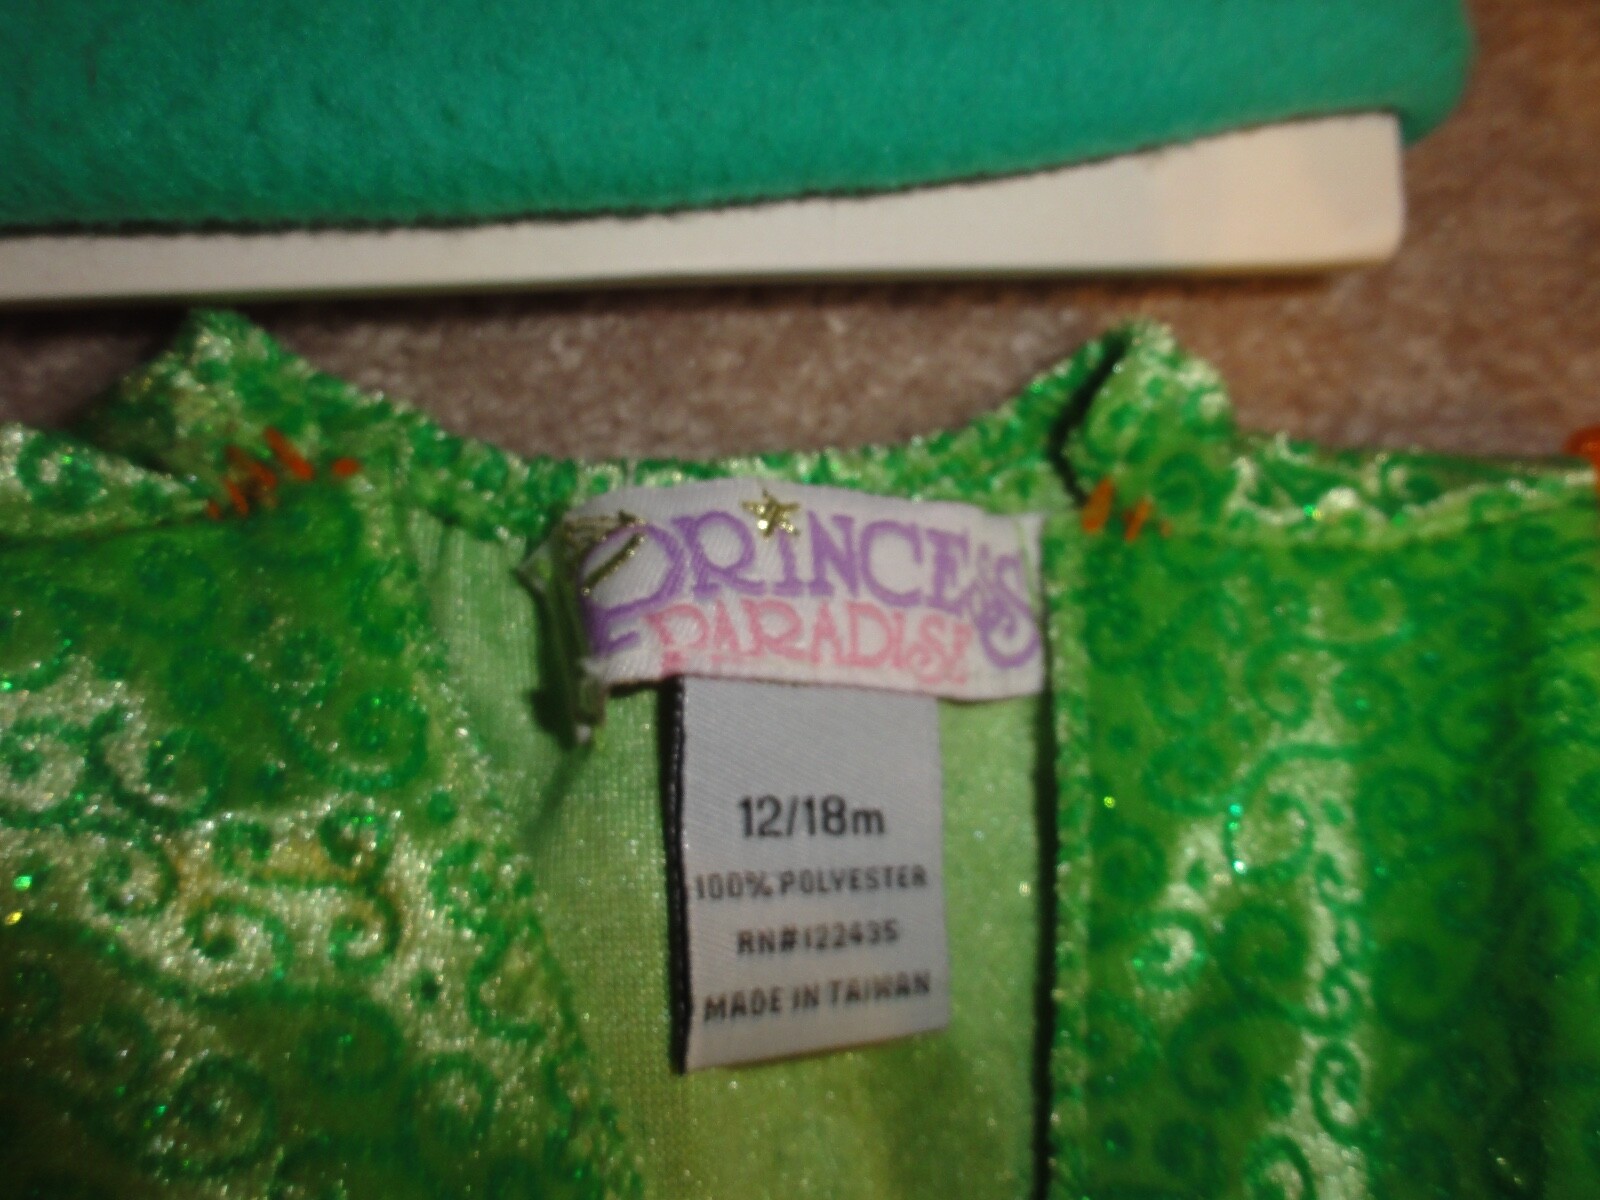 PRINCESS
PARADISE
12/18m
100% POLYESTER
RN#122435
MADE IN TAIWAN